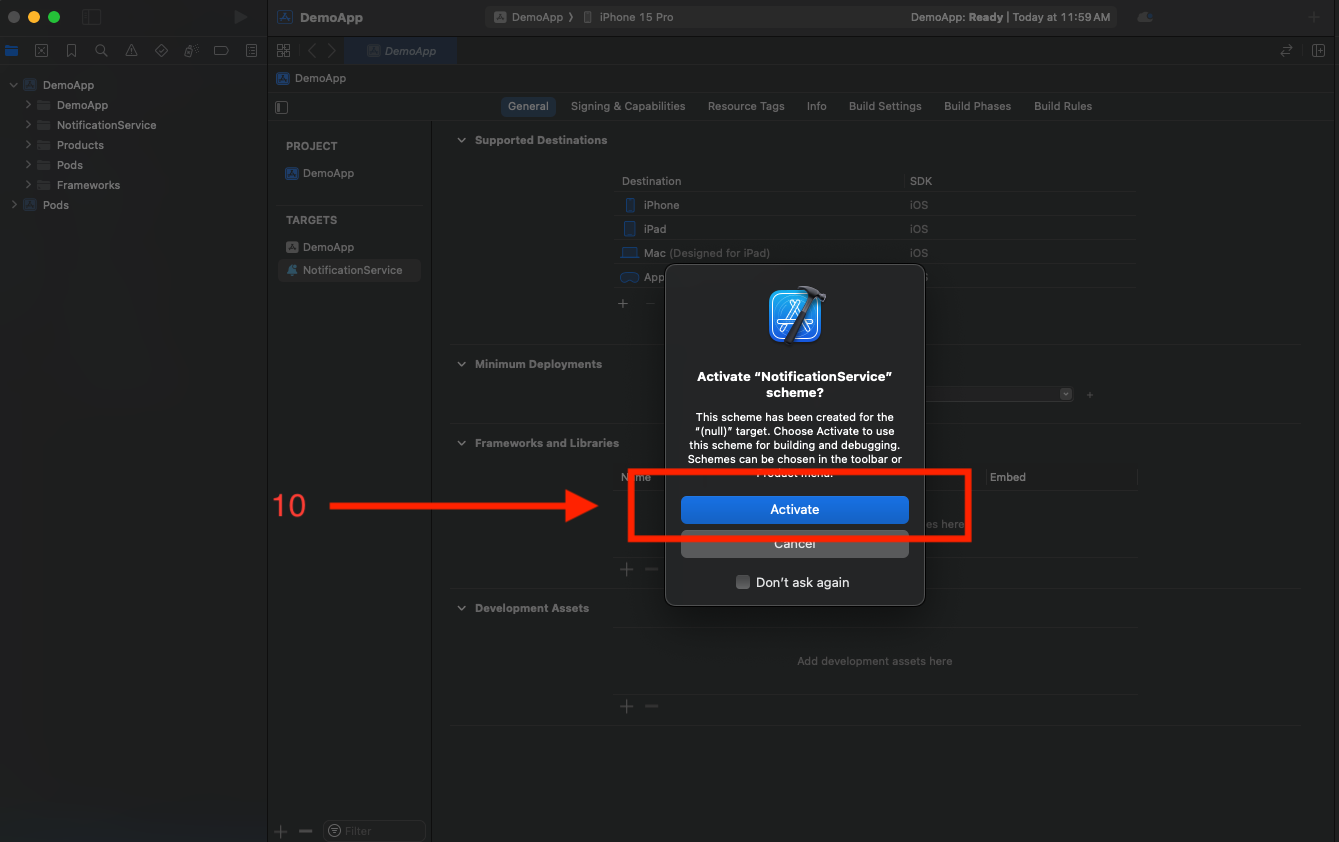 DemoApp
DemoApp ⟩ iPhone 15 Pro
DemoApp: Ready | Today at 11:59 AM
DemoApp
DemoApp
DemoApp
DemoApp
NotificationService
Products
Pods
Frameworks
Pods
General Signing & Capabilities Resource Tags Info Build Settings Build Phases Build Rules
PROJECT
DemoApp
TARGETS
DemoApp
NotificationService
Supported Destinations
Destination SDK
iPhone iOS
iPad iOS
Mac (Designed for iPad) iOS
App
Minimum Deployments
Frameworks and Libraries
Name Embed
es here
Activate “NotificationService”
scheme?
This scheme has been created for the
“(null)” target. Choose Activate to use
this scheme for building and debugging.
Schemes can be chosen in the toolbar or
Product menu.
10
Activate
Cancel
Don’t ask again
Development Assets
Add development assets here
Filter